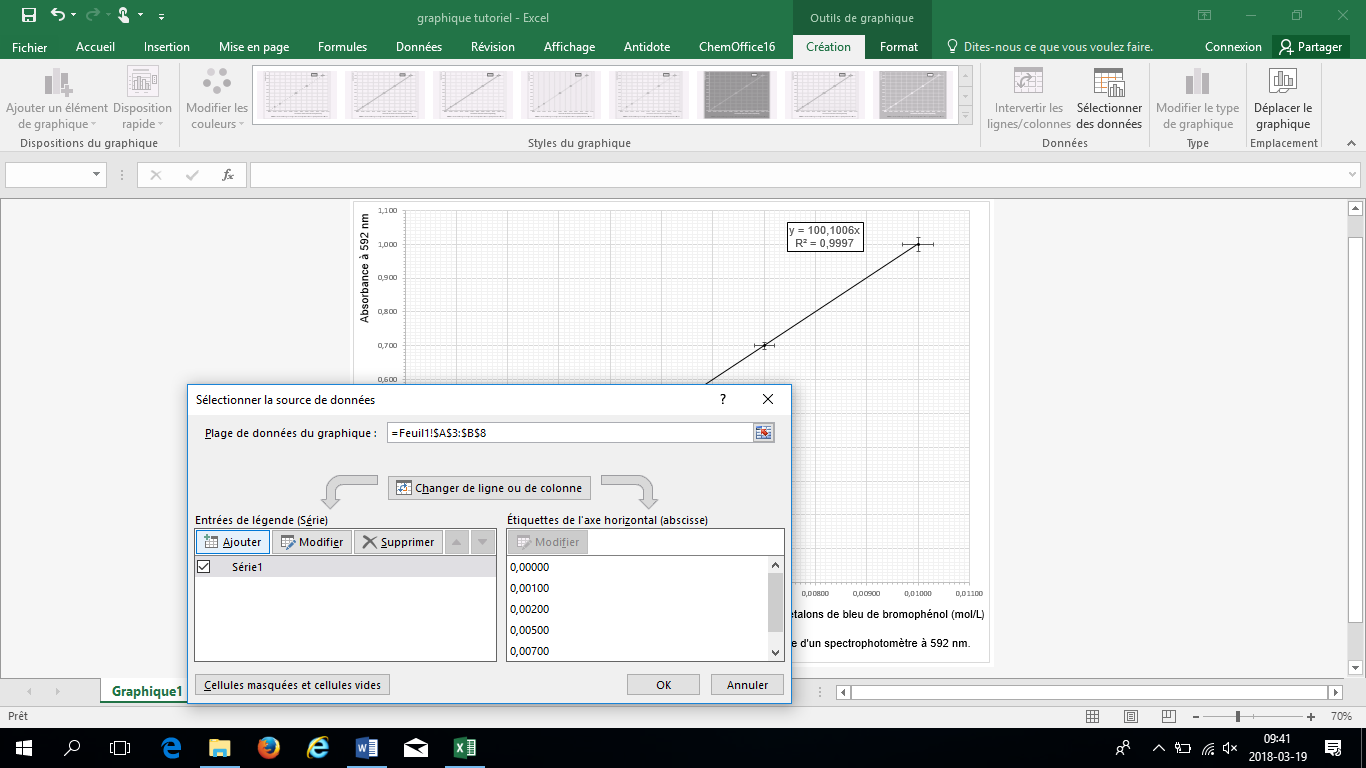 graphique tutoriel - Excel
Outils de graphique
Fichier Accueil Insertion Mise en page Formules Données Révision Affichage Antidote ChemOffice16 Création Format Dites-nous ce que vous voulez faire. Connexion Partager
Ajouter un élément de graphique
Disposition rapide
Modifier les couleurs
Intervertir les lignes/colonnes
Sélectionner des données
Modifier le type de graphique
Déplacer le graphique
Dispositions du graphique
Styles du graphique
Données
Type
Emplacement
fx
Absorbance à 592 nm
1,100
1,000
0,900
0,800
0,700
0,600
y = 100,1006x
R² = 0,9997
Sélectionner la source de données
?
Plage de données du graphique :
=Feuil1!$A$3:$B$8
Changer de ligne ou de colonne
Entrées de légende (Série)
Ajouter Modifier Supprimer
Série1
Étiquettes de l'axe horizontal (abscisse)
Modifier
0,00000
0,00100
0,00200
0,00500
0,00700
Cellules masquées et cellules vides
OK
Annuler
0,00800 0,00900 0,01000 0,01100
etalons de bleu de bromophénol (mol/L)
e d'un spectrophotomètre à 592 nm.
Graphique1
Prêt
70%
09:41
2018-03-19